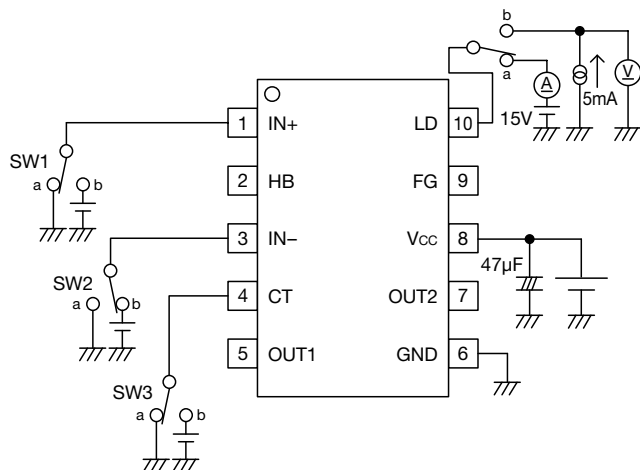 b
a
A
V
15V
5mA
1 IN+ LD 10
SW1
a b
2 HB FG 9
3 IN− Vcc 8
47µF
SW2
a b
4 CT OUT2 7
5 OUT1 GND 6
SW3
a b